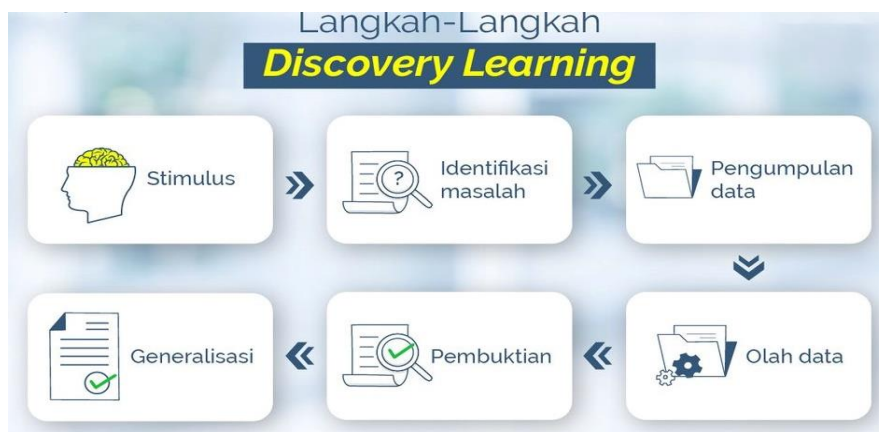 Langkah-Langkah
Discovery Learning
Stimulus
Identifikasi
masalah
?
Pengumpulan
data
Olah data
Pembuktian
Generalisasi